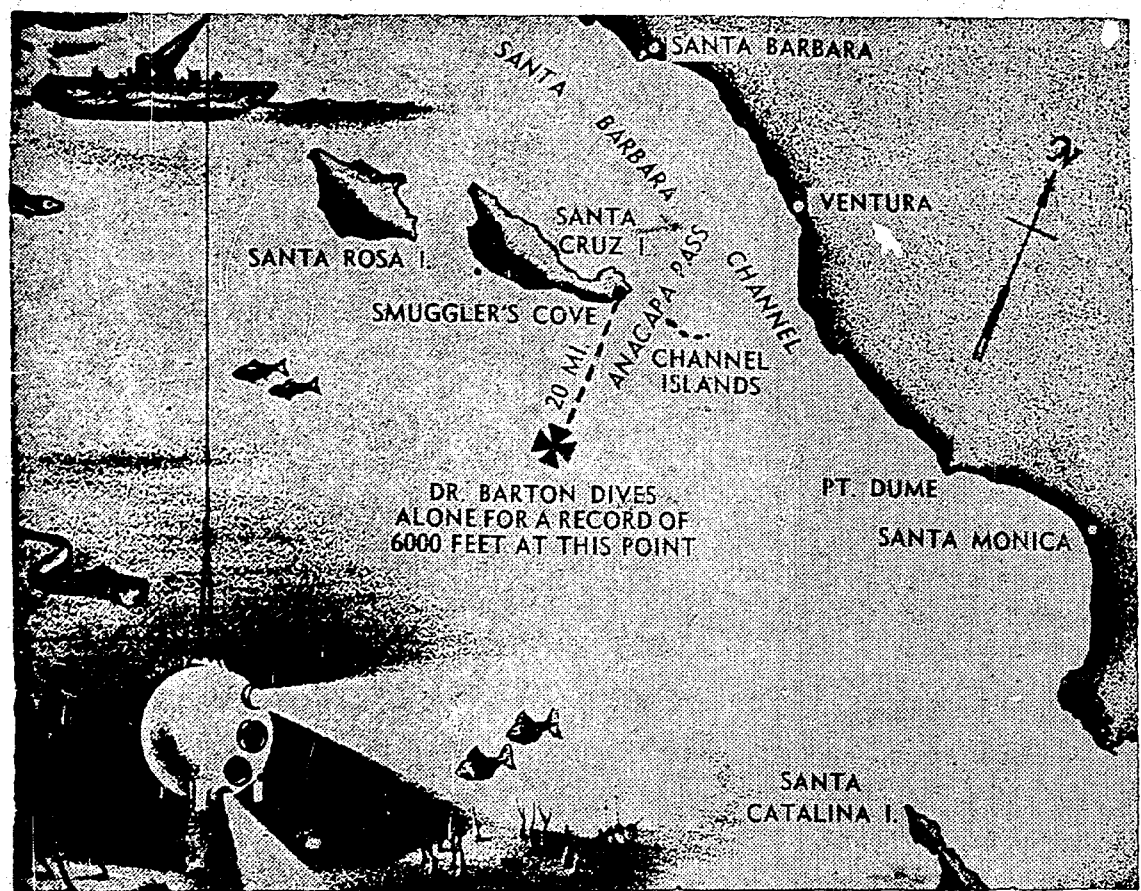 SANTA BARBARA
SANTA
BARBARA
CHANNEL
N
VENTURA
SANTA
CRUZ I.
SANTA ROSA I.
SMUGGLER'S COVE
ANACAPA PASS
CHANNEL
ISLANDS
20 MI.
DR. BARTON DIVES
ALONE FOR A RECORD OF
6000 FEET AT THIS POINT
PT. DUME
SANTA MONICA
SANTA
CATALINA I.